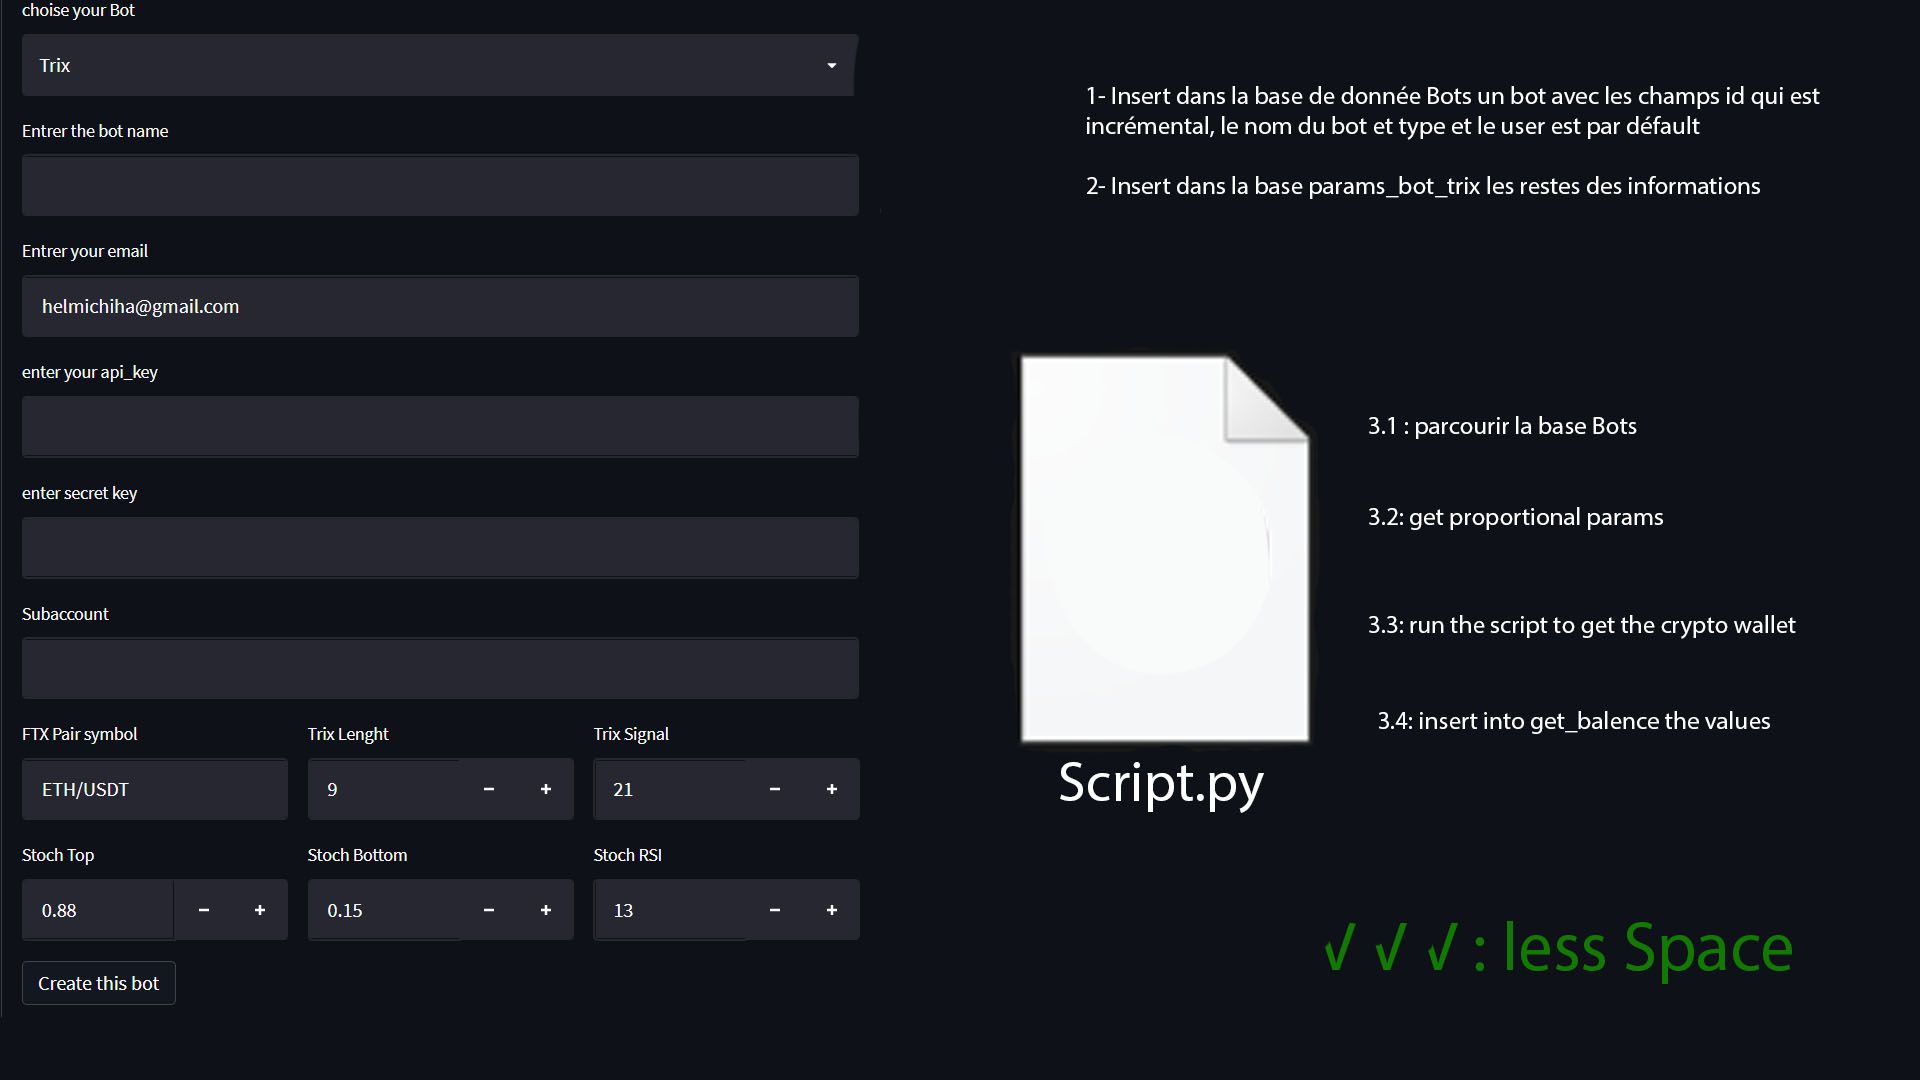 choise your Bot
Trix
Entrer the bot name
Entrer your email
helmichiha@gmail.com
enter your api_key
enter secret key
Subaccount
FTX Pair symbol
Trix Lenght
Trix Signal
ETH/USDT
9
21
Stoch Top
Stoch Bottom
Stoch RSI
0.88
0.15
13
Create this bot
1- Insert dans la base de donnée Bots un bot avec les champs id qui est
incrémental, le nom du bot et type et le user est par défault
2- Insert dans la base params_bot_trix les restes des informations
3.1 : parcourir la base Bots
3.2: get proportional params
3.3: run the script to get the crypto wallet
3.4: insert into get_balence the values
Script.py
√ √ √ : less Space